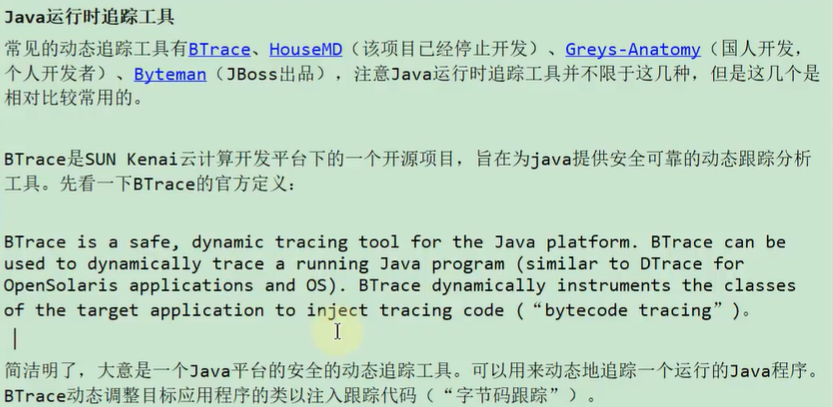 Java运行时追踪工具
常见的动态追踪工具有BTrace、HouseMD（该项目已经停止开发）、Greys-Anatomy（国人开发，
个人开发者）、Byteman（JBoss出品），注意Java运行时追踪工具并不限于这几种，但是这几个是
相对比较常用的。
BTrace是SUN Kenai云计算开发平台下的一个开源项目，旨在为java提供安全可靠的动态跟踪分析
工具。先看一下BTrace的官方定义：
BTrace is a safe, dynamic tracing tool for the Java platform. BTrace can be
used to dynamically trace a running Java program (similar to DTrace for
OpenSolaris applications and OS). BTrace dynamically instruments the classes
of the target application to inject tracing code (“bytecode tracing”)。
简洁明了，大意是一个Java平台的安全的动态追踪工具。可以用来动态地追踪一个运行的Java程序。
BTrace动态调整目标应用程序的类以注入跟踪代码（“字节码跟踪”）。